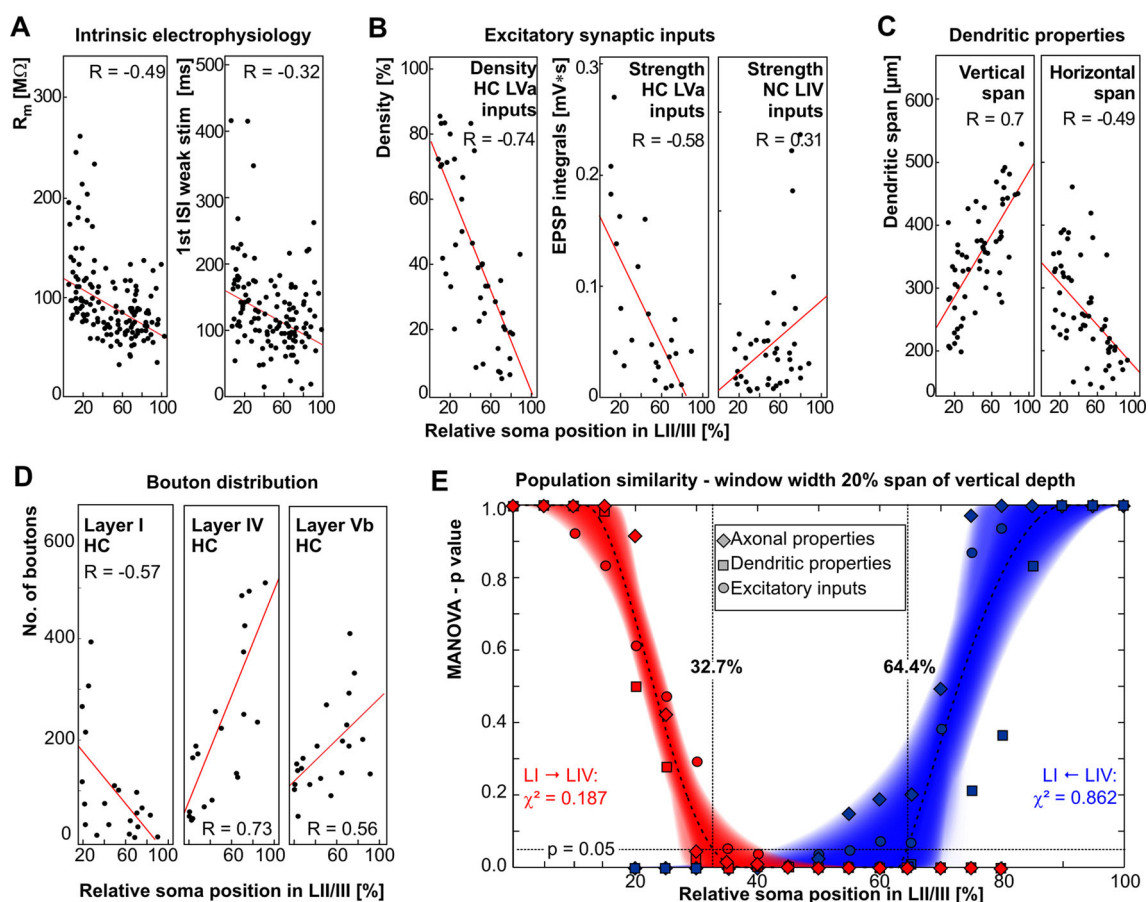 A
Intrinsic electrophysiology
R = -0.49
R = -0.32
Rm [MΩ]
300
200
100
0
1st ISI weak stim [ms]
500
400
300
200
100
0
20
60
100
20
60
100
B
Excitatory synaptic inputs
Density
HC LVa
inputs
R = -0.74
Strength
HC LVa
inputs
R = -0.58
Strength
NC LIV
inputs
R = 0.31
Density [%]
100
80
60
40
20
0
EPSP integrals [mV*s]
0.3
0.2
0.1
0
20
60
100
20
60
100
20
60
100
Relative soma position in LII/III [%]
C
Dendritic properties
Vertical
span
R = 0.7
Horizontal
span
R = -0.49
Dendritic span [µm]
600
500
400
300
200
0
20
60
100
20
60
100
D
Bouton distribution
Layer I
HC
R = -0.57
Layer IV
HC
R = 0.73
Layer Vb
HC
R = 0.56
No. of boutons
600
400
200
0
20
60
100
20
60
100
20
60
100
Relative soma position in LII/III [%]
E
Population similarity - window width 20% span of vertical depth
MANOVA - p value
1.0
0.8
0.6
0.4
0.2
0.0
Axonal properties
Dendritic properties
Excitatory inputs
32.7%
64.4%
LI → LIV:
χ² = 0.187
LI ← LIV:
χ² = 0.862
p = 0.05
20
40
60
80
100
Relative soma position in LII/III [%]